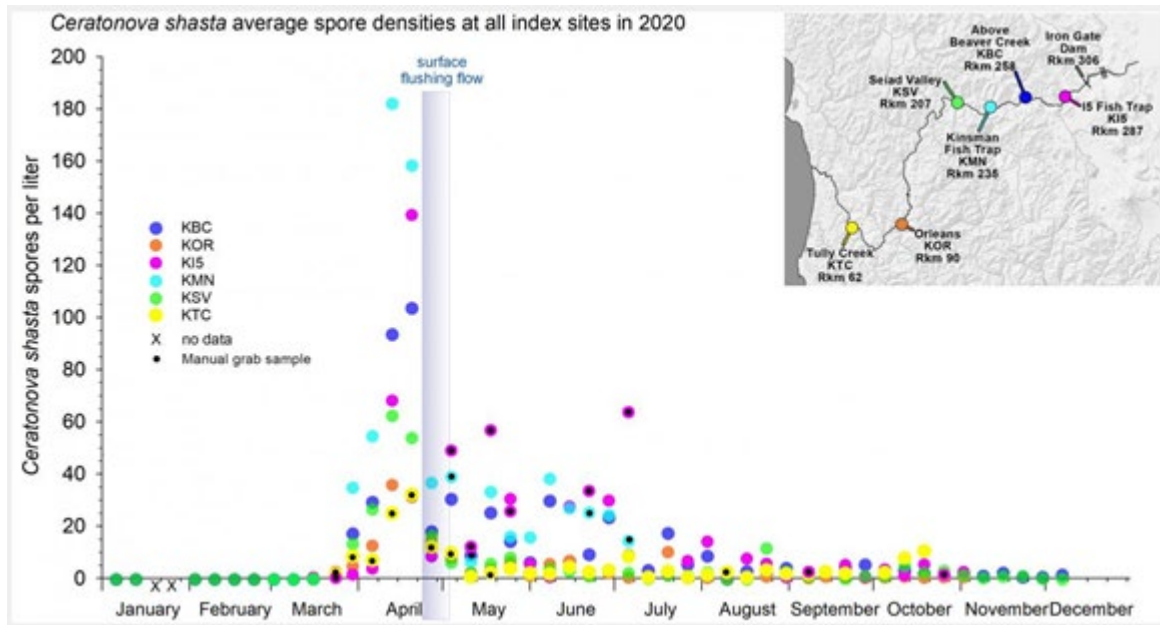 Ceratonova shasta average spore densities at all index sites in 2020
surface
flushing flow
Ceratonova shasta spores per liter
200
180
160
140
120
100
80
60
40
20
0
KBC
KOR
KI5
KMN
KSV
KTC
X no data
Manual grab sample
X X
January February March April May June July August September October November December
Above
Beaver Creek
KBC
Rkm 258
Iron Gate
Dam
Rkm 306
Seiad Valley
KSV
Rkm 207
I5 Fish Trap
KI5
Rkm 287
Kinsman
Fish Trap
KMN
Rkm 235
Orleans
KOR
Rkm 90
Tully Creek
KTC
Rkm 62